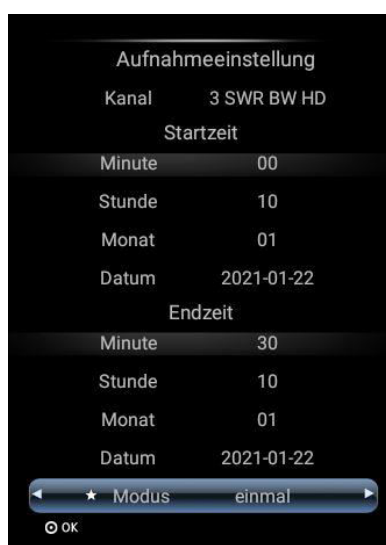 Aufnahmeeinstellung
Kanal 3 SWR BW HD
Startzeit
Minute 00
Stunde 10
Monat 01
Datum 2021-01-22
Endzeit
Minute 30
Stunde 10
Monat 01
Datum 2021-01-22
Modus einmal
OK